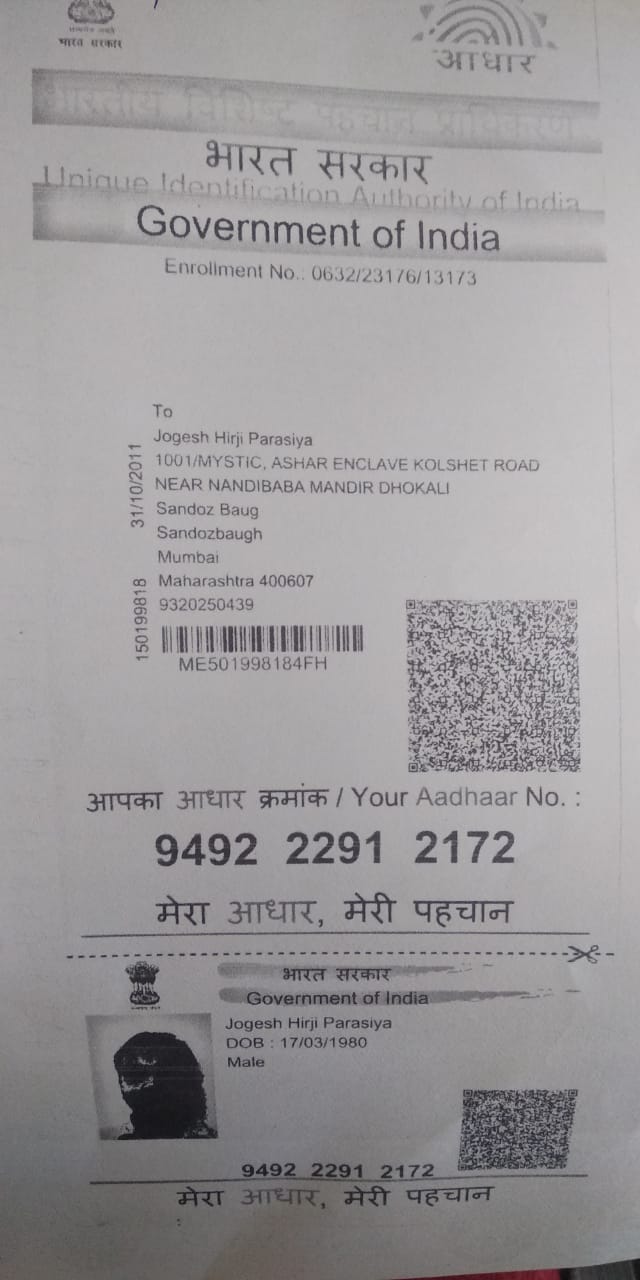 भारत सरकार
आधार
भारतीय विशिष्ट पहचान प्राधिकरण
भारत सरकार
Unique Identification Authority of India
Government of India
Enrollment No.: 0632/23176/13173
To
Jogesh Hirji Parasiya
1001/MYSTIC, ASHAR ENCLAVE KOLSHET ROAD
NEAR NANDIBABA MANDIR DHOKALI
Sandoz Baug
Sandozbaugh
Mumbai
Maharashtra 400607
9320250439
31/10/2011
150199818
ME501998184FH
आपका आधार क्रमांक / Your Aadhaar No. :
9492 2291 2172
मेरा आधार, मेरी पहचान
भारत सरकार
Government of India
Jogesh Hirji Parasiya
DOB : 17/03/1980
Male
9492 2291 2172
मेरा आधार, मेरी पहचान